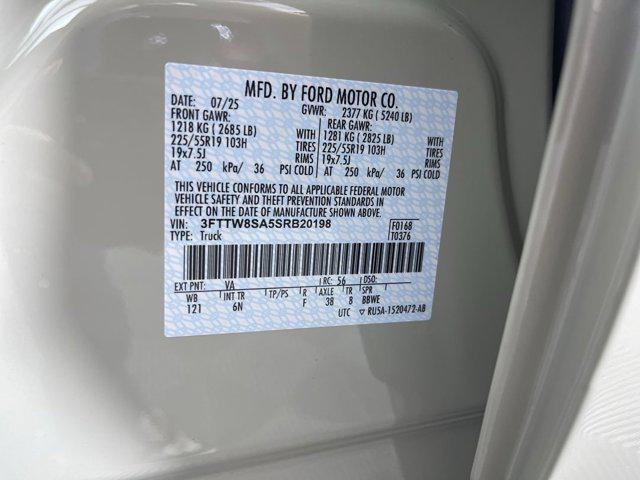 MFD. BY FORD MOTOR CO.
DATE: 07/25 GVWR: 2377 KG ( 5240 LB)
FRONT GAWR: REAR GAWR:
1218 KG ( 2685 LB) WITH 1281 KG ( 2825 LB) WITH
225/55R19 103H TIRES 225/55R19 103H TIRES
19x7.5J RIMS 19x7.5J RIMS
AT 250 kPa/ 36 PSI COLD AT 250 kPa/ 36 PSI COLD
THIS VEHICLE CONFORMS TO ALL APPLICABLE FEDERAL MOTOR
VEHICLE SAFETY AND THEFT PREVENTION STANDARDS IN
EFFECT ON THE DATE OF MANUFACTURE SHOWN ABOVE.
VIN: 3FTTW8SA5SRB20198 F0168
TYPE: Truck T0376
EXT PNT: VA RC: 56 DSO:
WB INT TR TP/PS R AXLE TR SPR
121 6N F 38 8 BBWE
UTC ▽ RU5A-1520472-AB